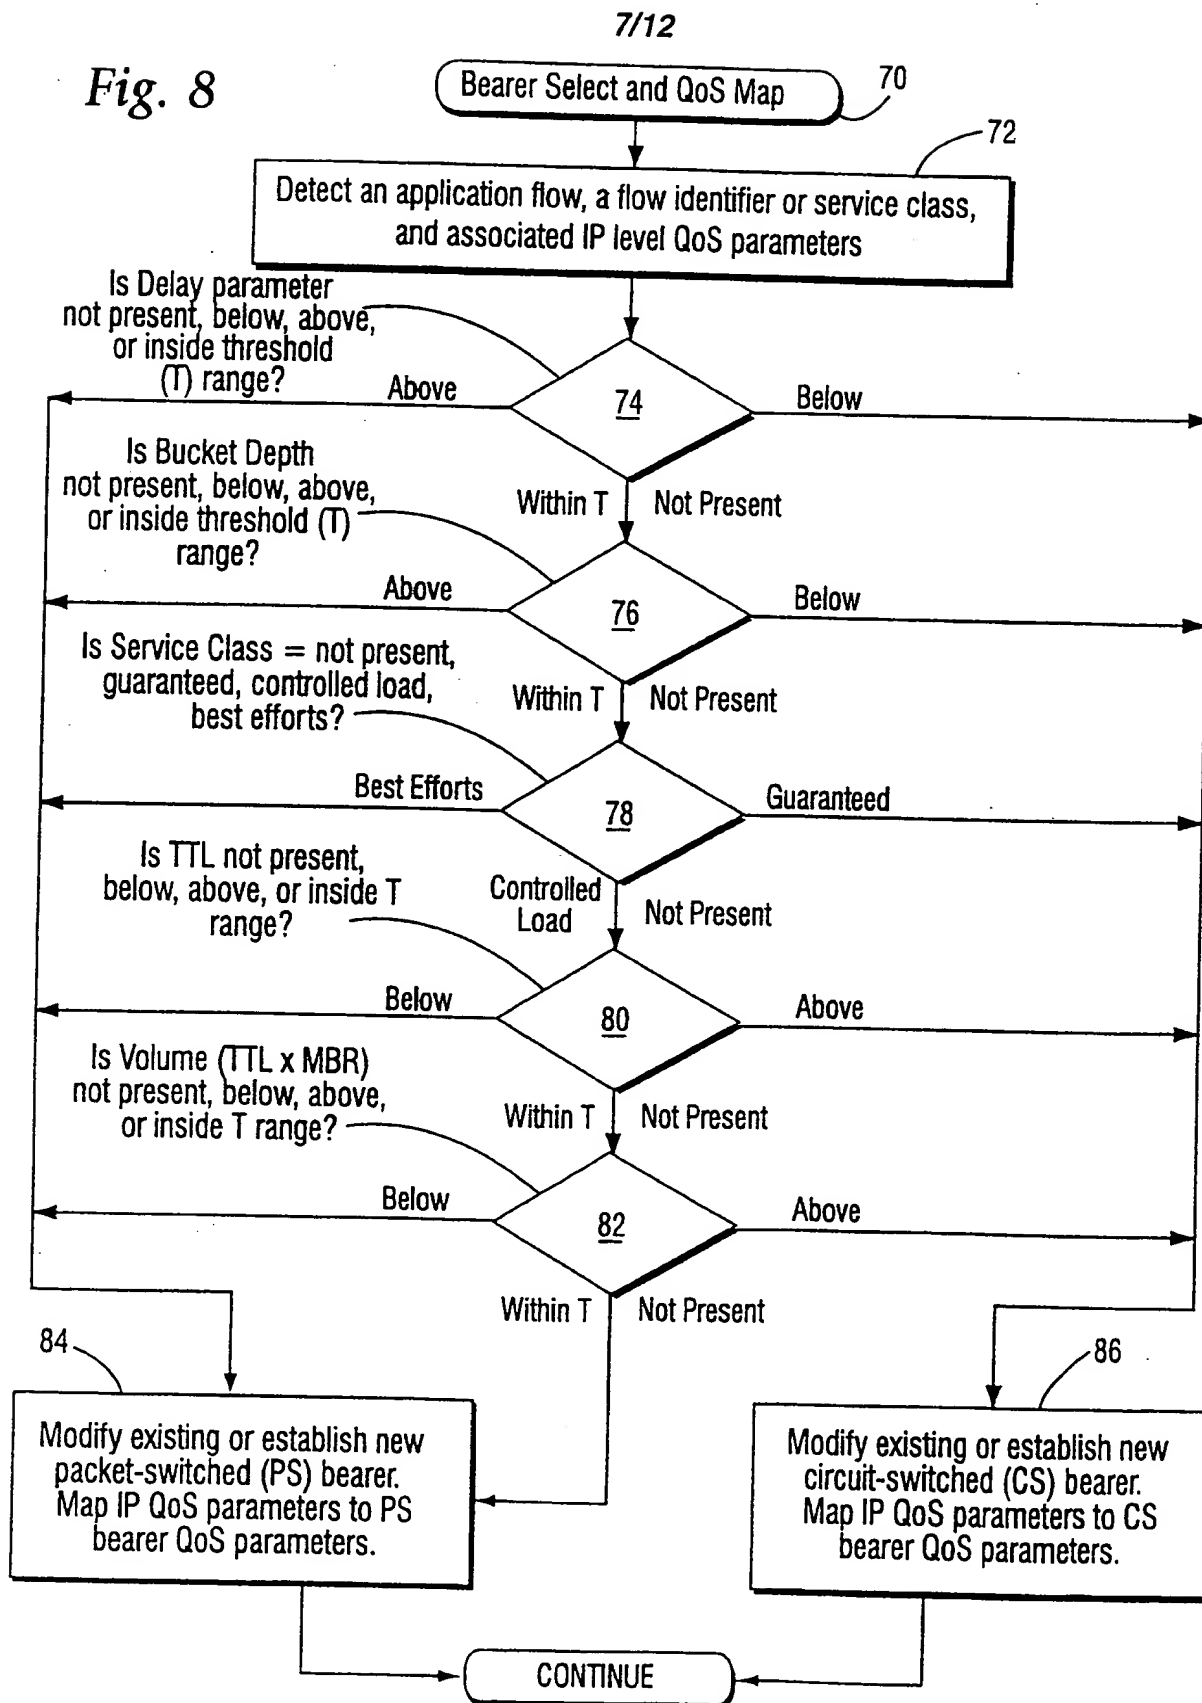 7/12
Fig. 8
Bearer Select and QoS Map
70
72
Detect an application flow, a flow identifier or service class,
and associated IP level QoS parameters
Is Delay parameter
not present, below, above,
or inside threshold
(T) range?
Above
74
Below
Within T
Not Present
Is Bucket Depth
not present, below, above,
or inside threshold (T)
range?
Above
76
Below
Within T
Not Present
Is Service Class = not present,
guaranteed, controlled load,
best efforts?
Best Efforts
78
Guaranteed
Controlled
Load
Not Present
Is TTL not present,
below, above, or inside T
range?
Below
80
Above
Within T
Not Present
Is Volume (TTL x MBR)
not present, below, above,
or inside T range?
Below
82
Above
Within T
Not Present
84
Modify existing or establish new
packet-switched (PS) bearer.
Map IP QoS parameters to PS
bearer QoS parameters.
86
Modify existing or establish new
circuit-switched (CS) bearer.
Map IP QoS parameters to CS
bearer QoS parameters.
CONTINUE